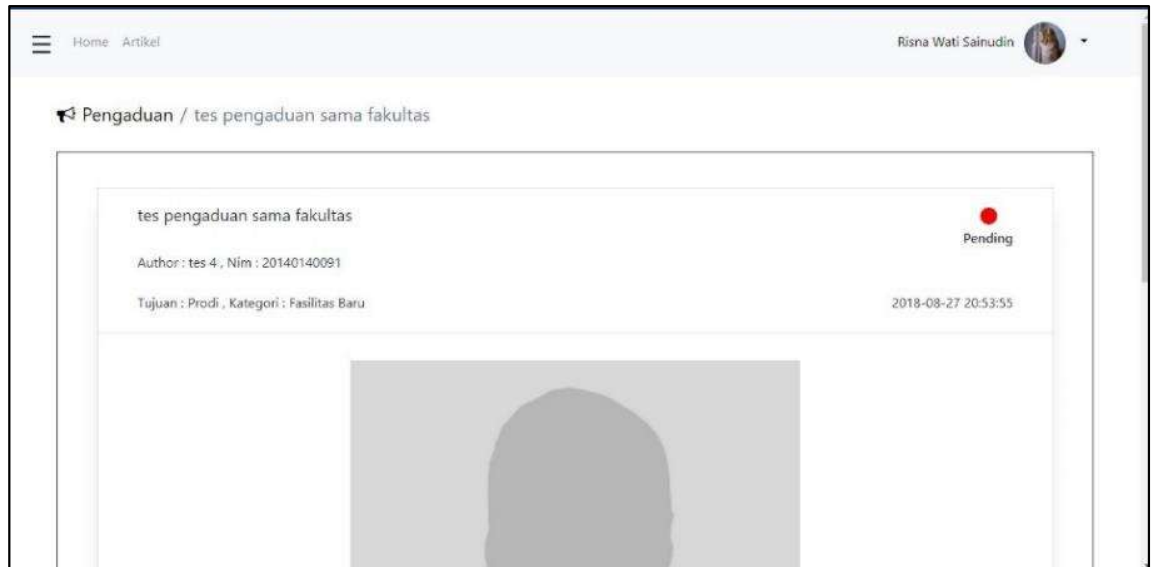 Home Artikel
Risna Wati Sainudin
Pengaduan / tes pengaduan sama fakultas
tes pengaduan sama fakultas
Pending
Author : tes 4 , Nim : 20140140091
Tujuan : Prodi , Kategori : Fasilitas Baru
2018-08-27 20:53:55